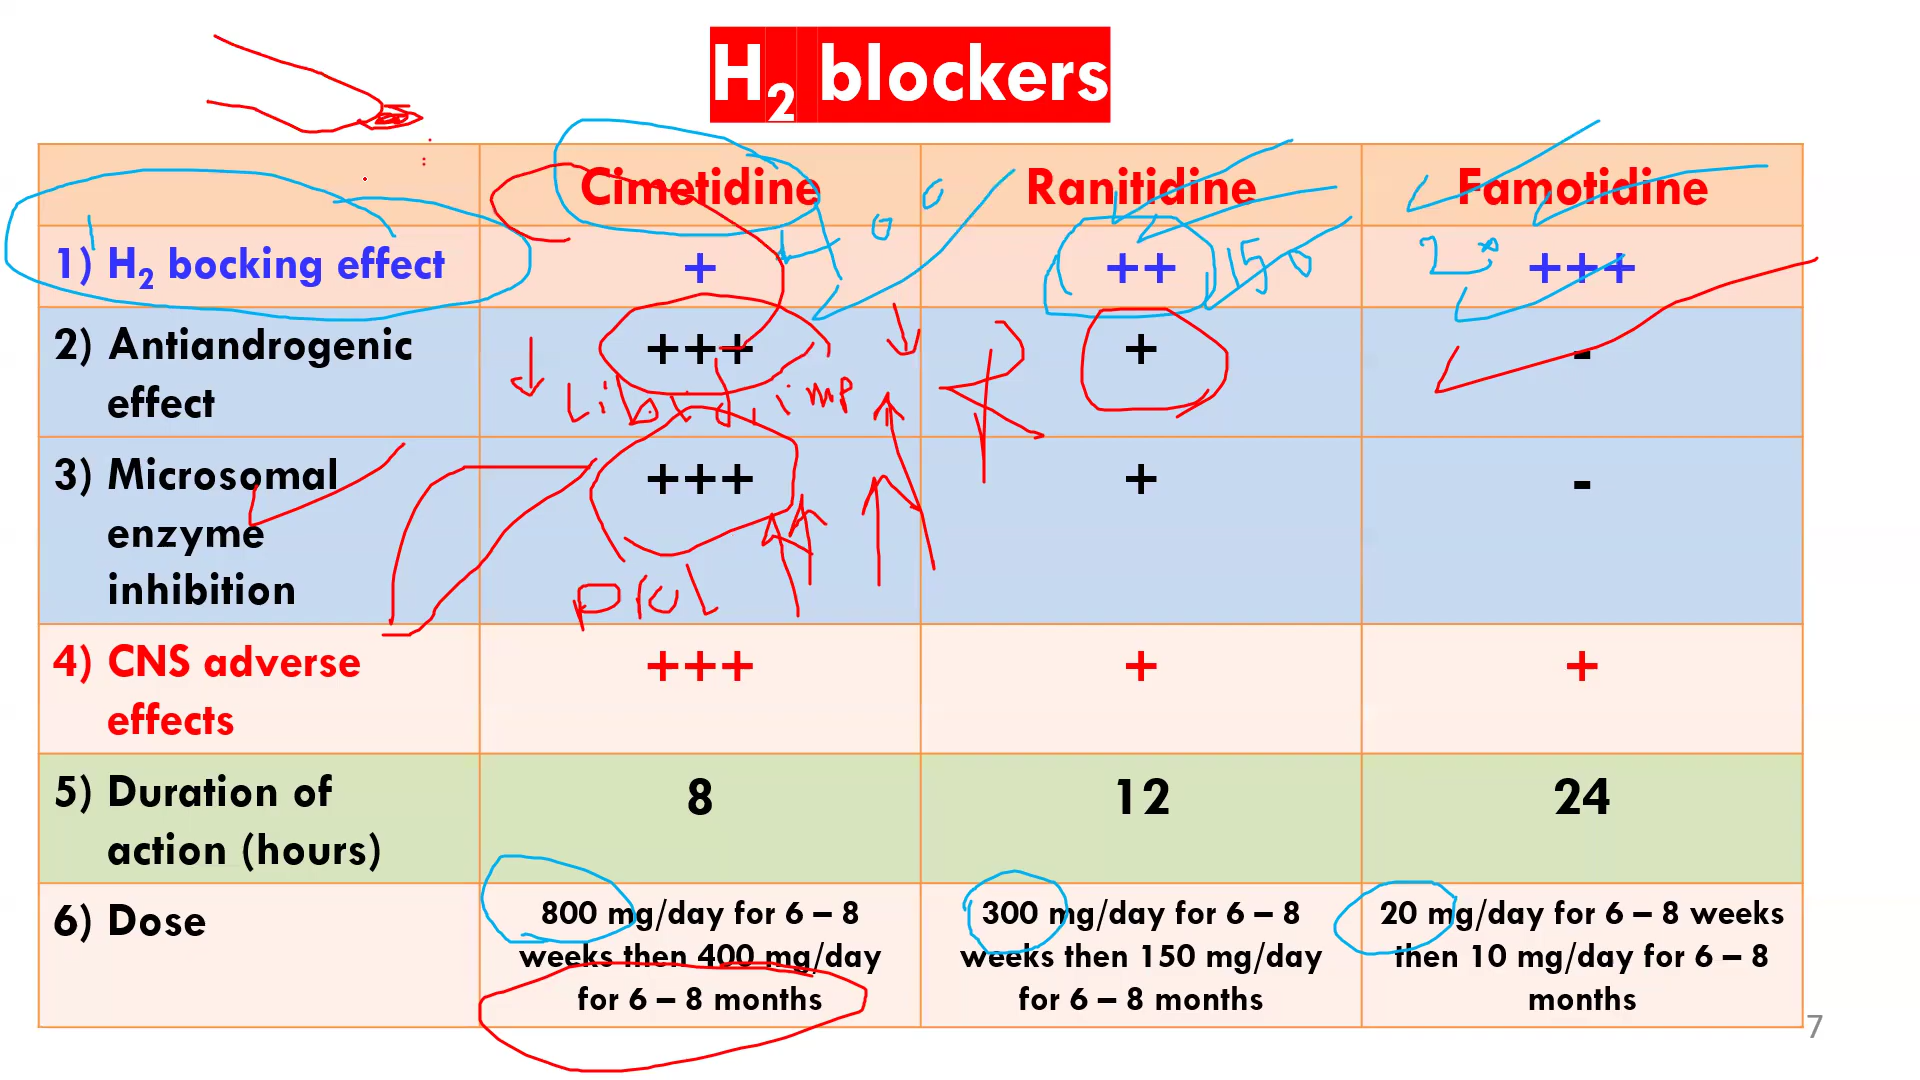 H₂ blockers
Cimetidine Ranitidine Famotidine
1) H₂ bocking effect + ++ +++
150
20
2) Antiandrogenic effect +++ + -
3) Microsomal enzyme inhibition +++ + -
4) CNS adverse effects +++ + +
5) Duration of action (hours) 8 12 24
6) Dose
800 mg/day for 6 – 8
weeks then 400 mg/day
for 6 – 8 months
300 mg/day for 6 – 8
weeks then 150 mg/day
for 6 – 8 months
20 mg/day for 6 – 8 weeks
then 10 mg/day for 6 – 8
months
7